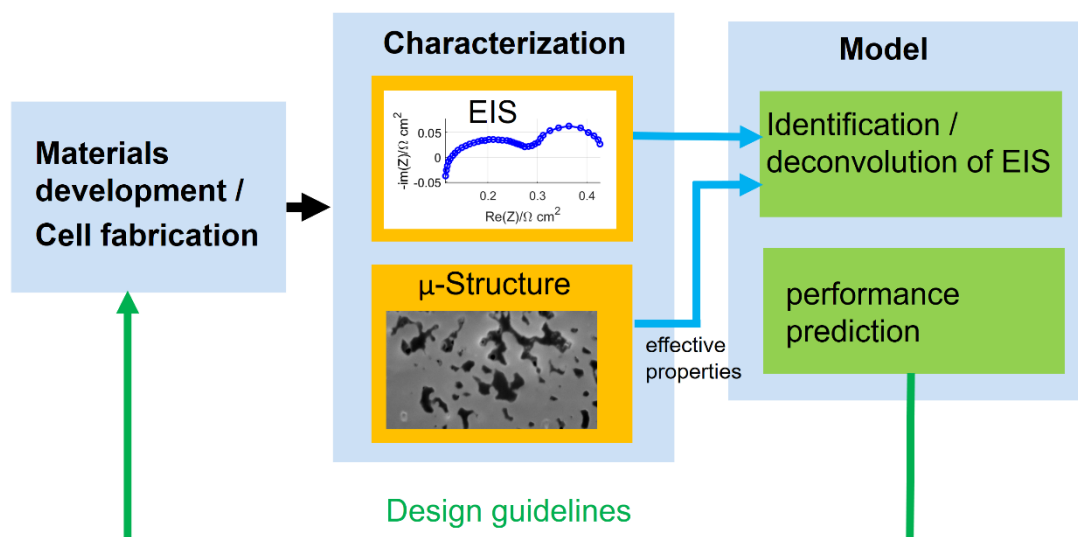 Materials
development /
Cell fabrication
Characterization
EIS
-Im(Z)/Ω cm²
0.05
0
-0.05
0.2
0.3
0.4
Re(Z)/Ω cm²
μ-Structure
effective
properties
Model
Identification /
deconvolution of EIS
performance
prediction
Design guidelines